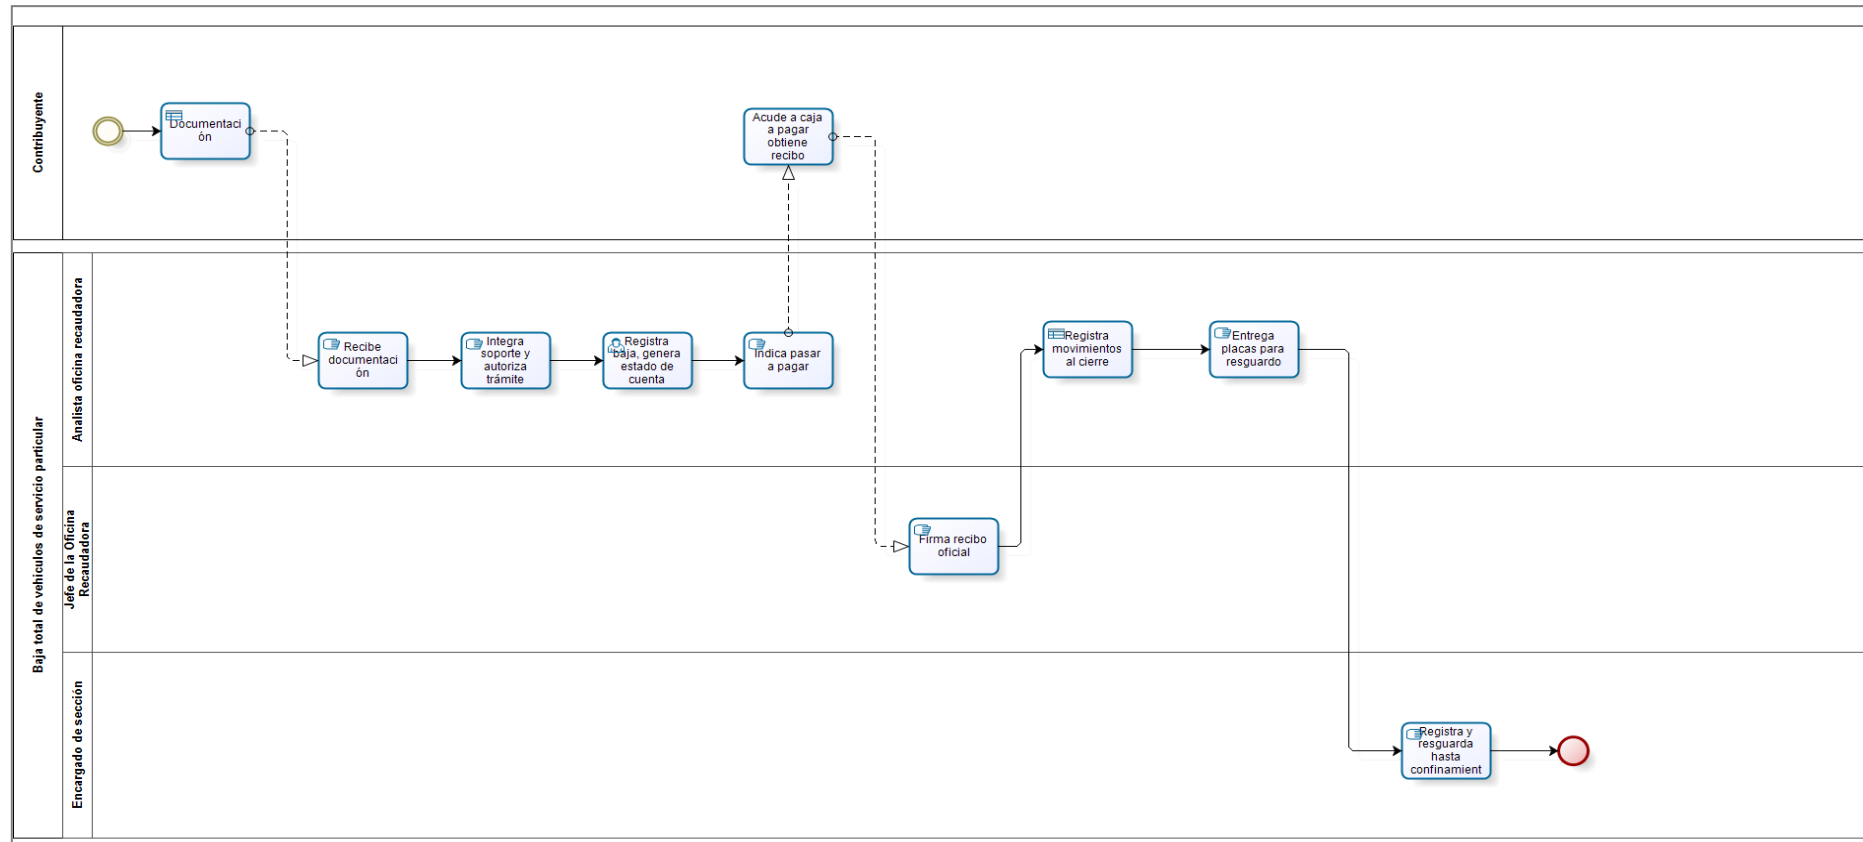 Contribuyente
Documentaci
ón
Acude a caja
a pagar
obtiene
recibo
Baja total de vehículos de servicio particular
Analista oficina recaudadora
Recibe
documentaci
ón
Integra
soporte y
autoriza
trámite
Registra
baja, genera
estado de
cuenta
Indica pasar
a pagar
Registra
movimientos
al cierre
Entrega
placas para
resguardo
Jefe de la Oficina
Recaudadora
Firma recibo
oficial
Encargado de sección
Registra y
resguarda
hasta
confinamient